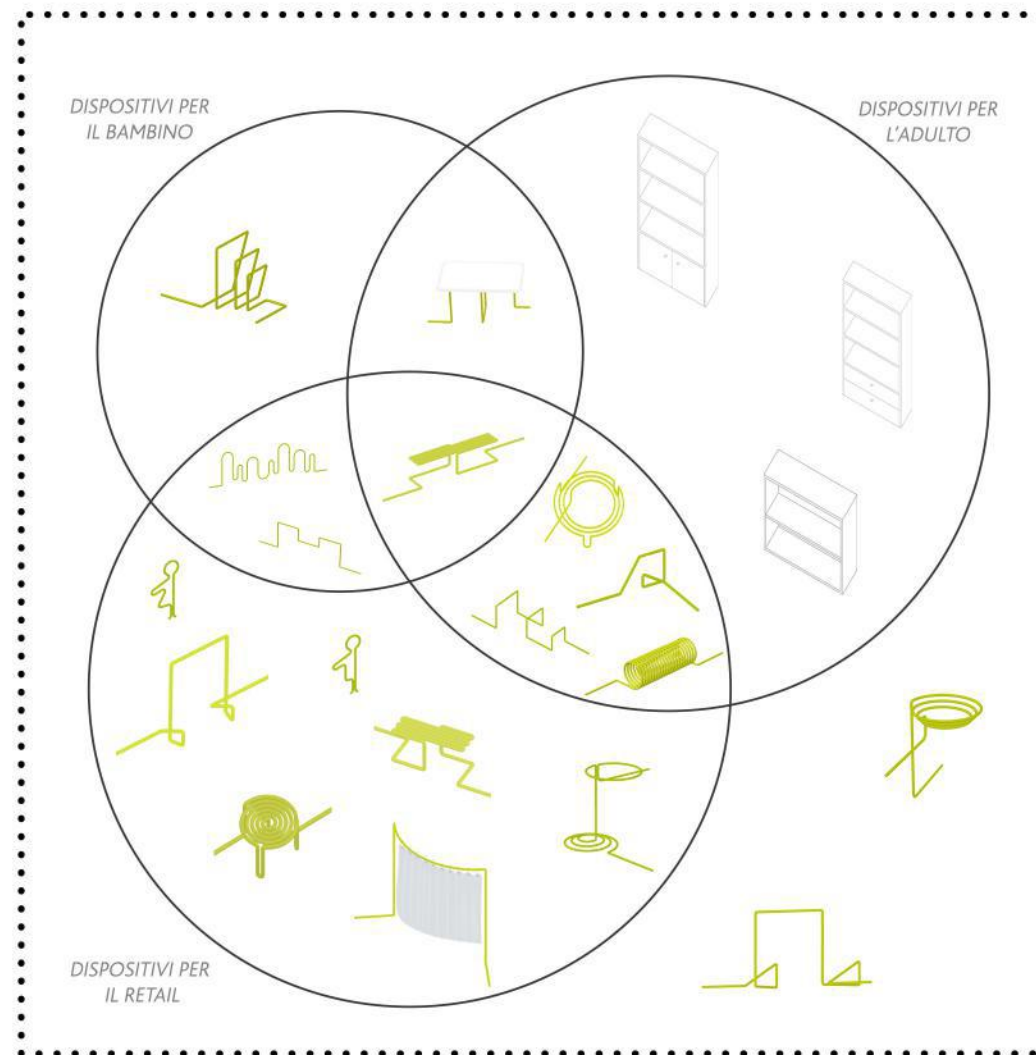 DISPOSITIVI PER
IL BAMBINO
DISPOSITIVI PER
L'ADULTO
DISPOSITIVI PER
IL RETAIL